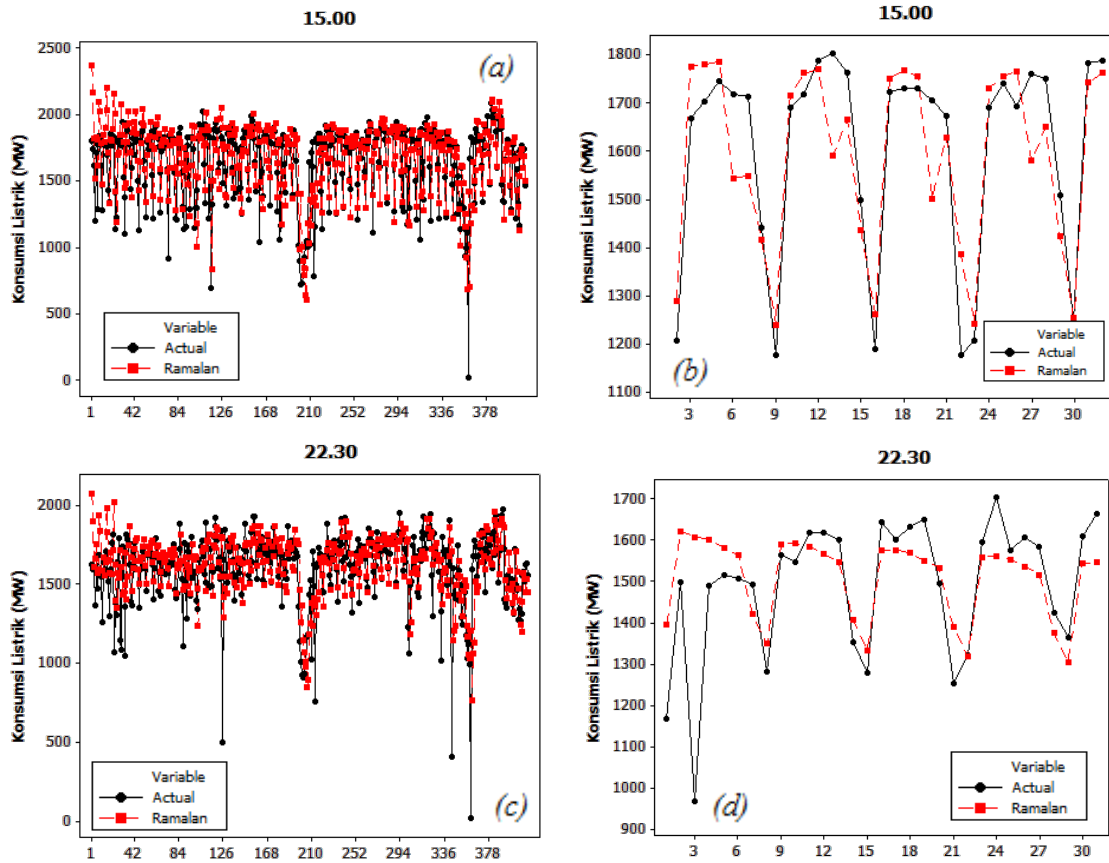 15.00
Konsumsi Listrik (MW)
2500
2000
1500
1000
500
0
(a)
Variable
Actual
Ramalan
1 42 84 126 168 210 252 294 336 378
15.00
Konsumsi Listrik (MW)
1800
1700
1600
1500
1400
1300
1200
1100
(b)
Variable
Actual
Ramalan
3 6 9 12 15 18 21 24 27 30
22.30
Konsumsi Listrik (MW)
2000
1500
1000
500
0
Variable
Actual
Ramalan
(c)
1 42 84 126 168 210 252 294 336 378
22.30
Konsumsi Listrik (MW)
1700
1600
1500
1400
1300
1200
1100
1000
900
(d)
Variable
Actual
Ramalan
3 6 9 12 15 18 21 24 27 30